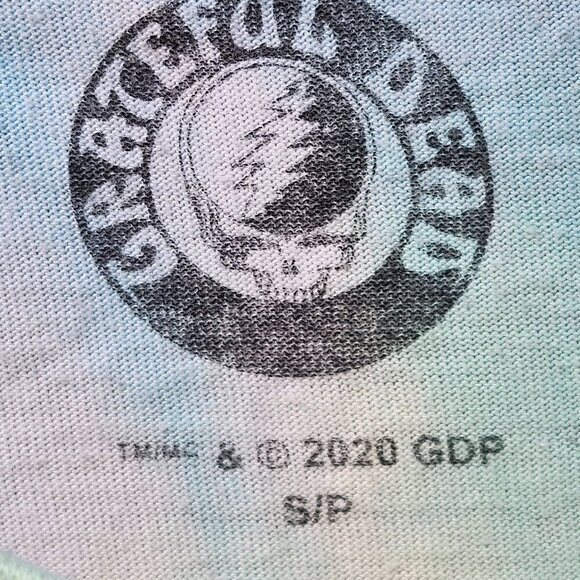 GRATEFUL DEAD
TM/MC & © 2020 GDP
S/P